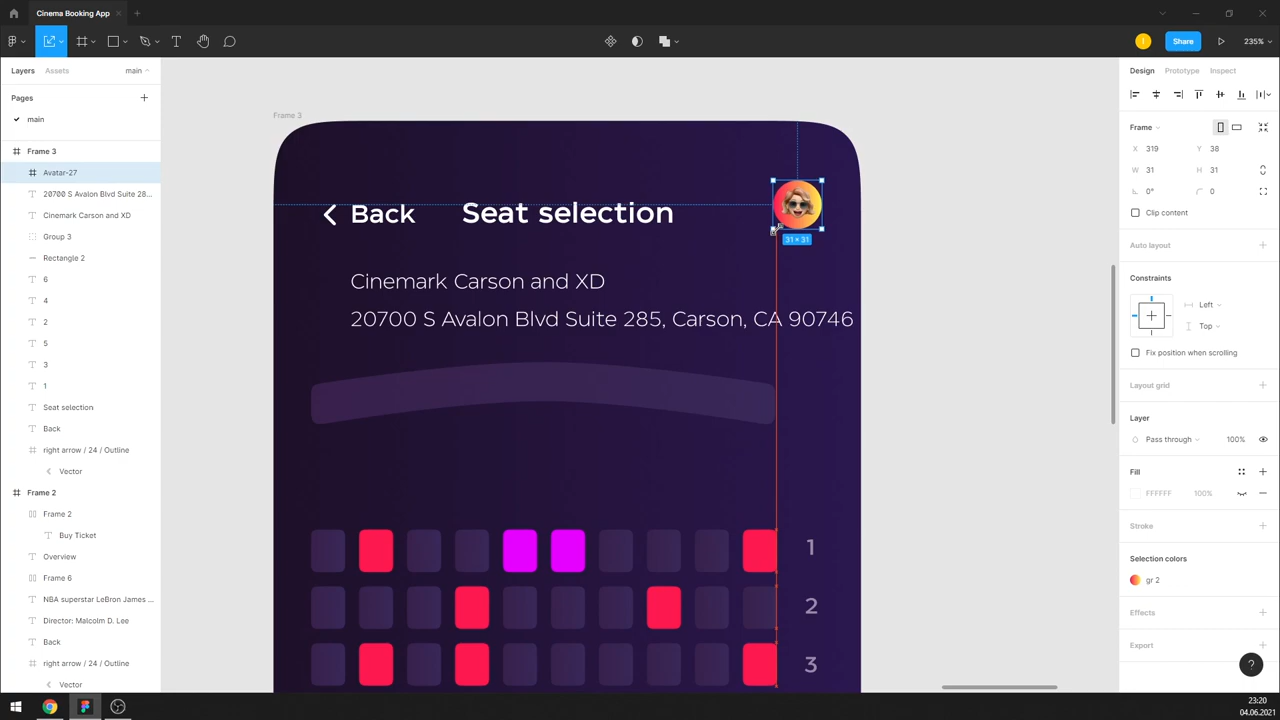 Cinema Booking App
235%
Share
Layers
Assets
main
Pages
main
Frame 3
Avatar-27
20700 S Avalon Blvd Suite 28...
Cinemark Carson and XD
Group 3
Rectangle 2
6
4
2
5
3
1
Seat selection
Back
right arrow / 24 / Outline
Vector
Frame 2
Frame 2
Buy Ticket
Overview
Frame 6
NBA superstar LeBron James ...
Director: Malcolm D. Lee
Back
right arrow / 24 / Outline
Vector
Frame 3
Back
Seat selection
31 × 31
Cinemark Carson and XD
20700 S Avalon Blvd Suite 285, Carson, CA 90746
1
2
3
Design
Prototype
Inspect
Frame
X 319 Y 38
W 31 H 31
0° 0
Clip content
Auto layout
Constraints
Left
Top
Fix position when scrolling
Layout grid
Layer
Pass through 100%
Fill
FFFFFF 100%
Stroke
Selection colors
gr 2
Effects
Export
?
23:20
04.06.2021